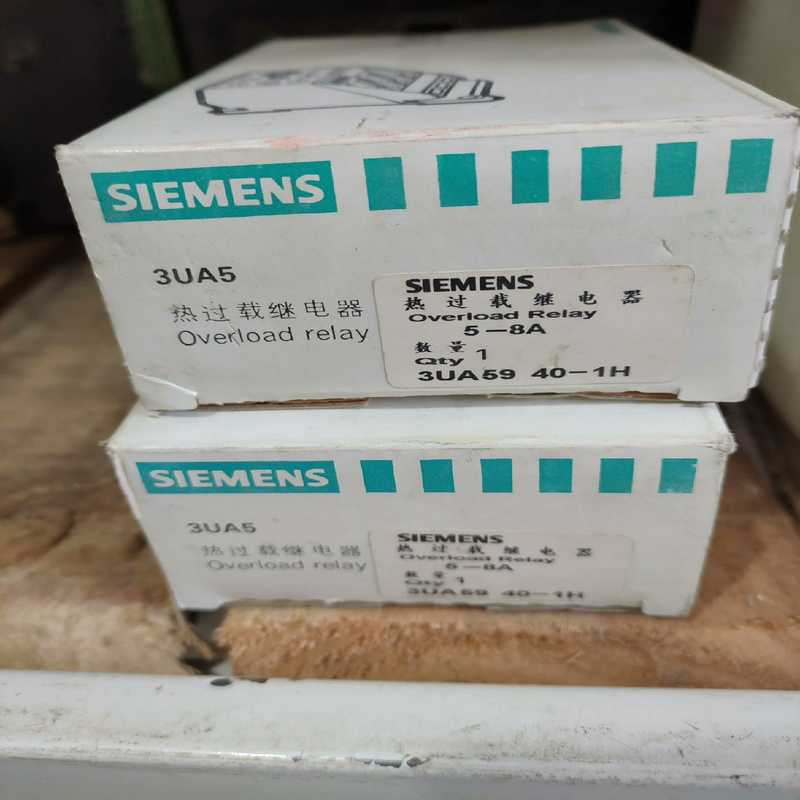 SIEMENS
3UA5
热过载继电器
Overload relay
SIEMENS
热过载继电器
Overload Relay
5-8A
数量 1
Qty
3UA59 40-1H
SIEMENS
3UA5
热过载继电器
Overload relay
SIEMENS
热过载继电器
Overload Relay
5-8A
数量
Qty 1
3UA59 40-1H